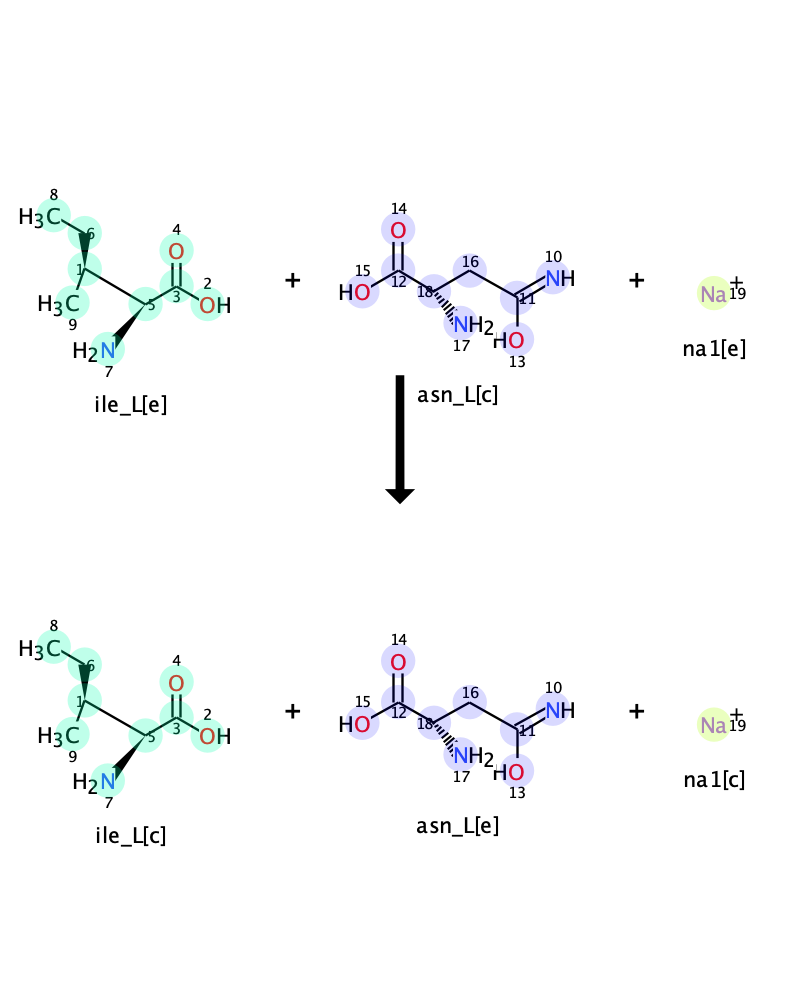 8
H₃C
6
4
O
1
2
3
OH
5
H₃C
9
H₂N
7
ile_L[e]
+
14
O
15
HO
12
16
10
NH
18
11
NH2
17
HO
13
asn_L[c]
+
Na+
19
na1[e]
8
H₃C
6
4
O
1
2
3
OH
5
H₃C
9
H₂N
7
ile_L[c]
+
14
O
15
HO
12
16
10
NH
18
11
NH2
17
HO
13
asn_L[e]
+
Na+
19
na1[c]